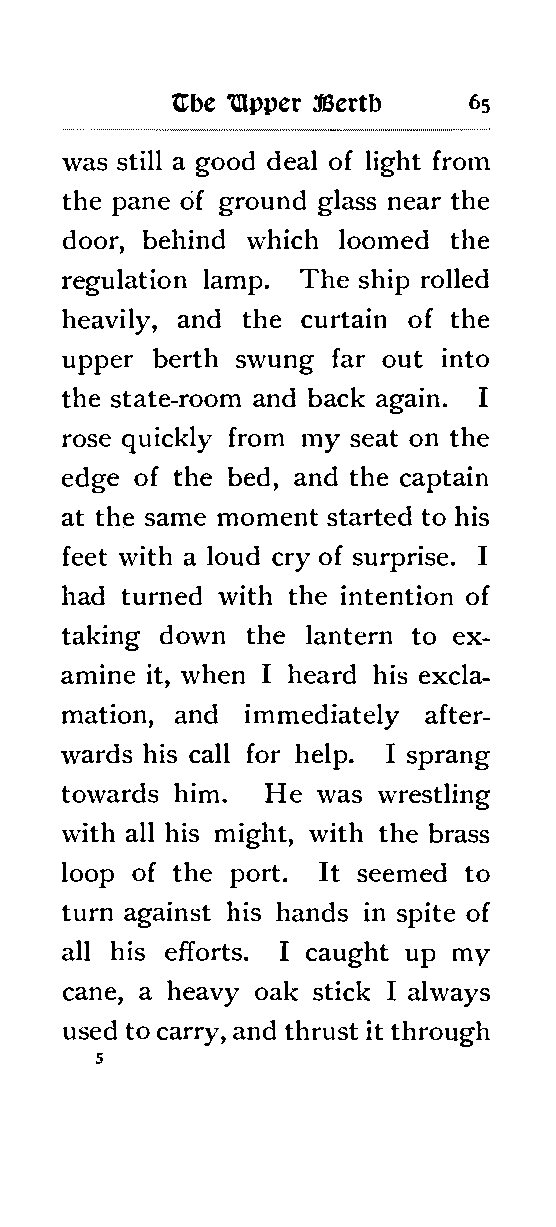 The Upper Berth 65
was still a good deal of light from
the pane of ground glass near the
door, behind which loomed the
regulation lamp. The ship rolled
heavily, and the curtain of the
upper berth swung far out into
the state-room and back again. I
rose quickly from my seat on the
edge of the bed, and the captain
at the same moment started to his
feet with a loud cry of surprise. I
had turned with the intention of
taking down the lantern to ex-
amine it, when I heard his excla-
mation, and immediately after-
wards his call for help. I sprang
towards him. He was wrestling
with all his might, with the brass
loop of the port. It seemed to
turn against his hands in spite of
all his efforts. I caught up my
cane, a heavy oak stick I always
used to carry, and thrust it through
5